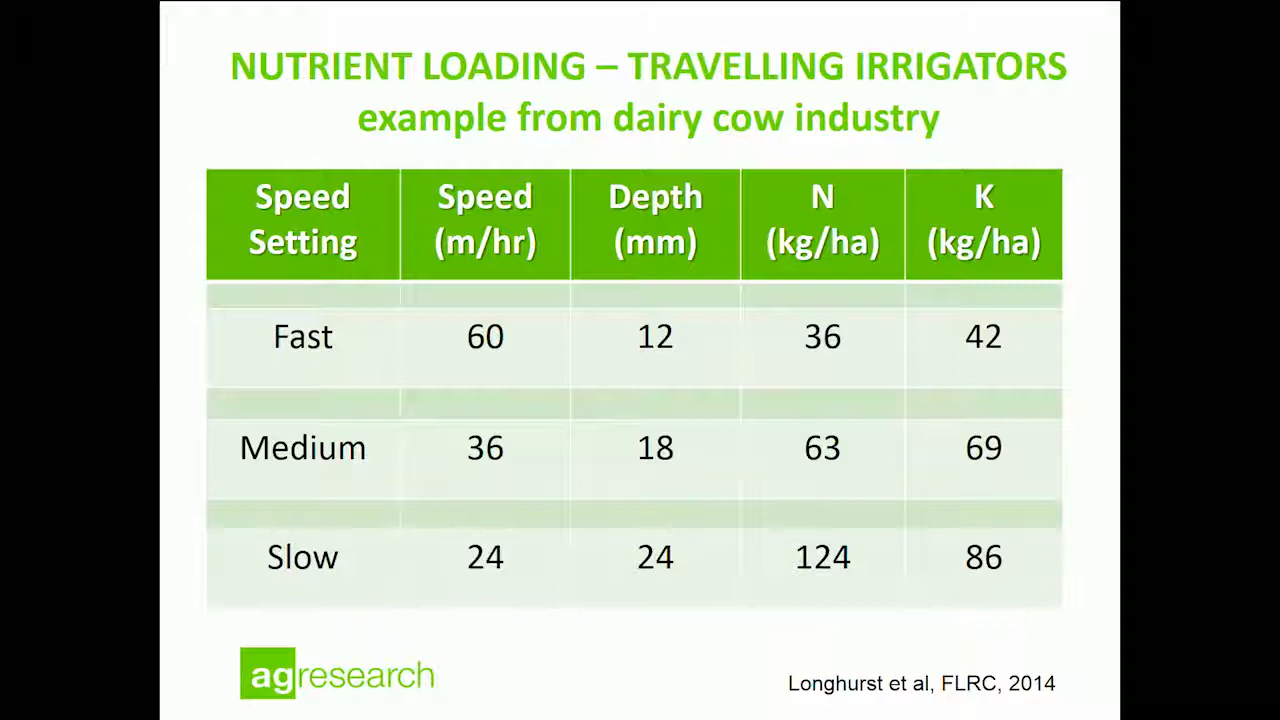 NUTRIENT LOADING – TRAVELLING IRRIGATORS
example from dairy cow industry
Speed Setting Speed (m/hr) Depth (mm) N (kg/ha) K (kg/ha)
Fast 60 12 36 42
Medium 36 18 63 69
Slow 24 24 124 86
agresearch
Longhurst et al, FLRC, 2014